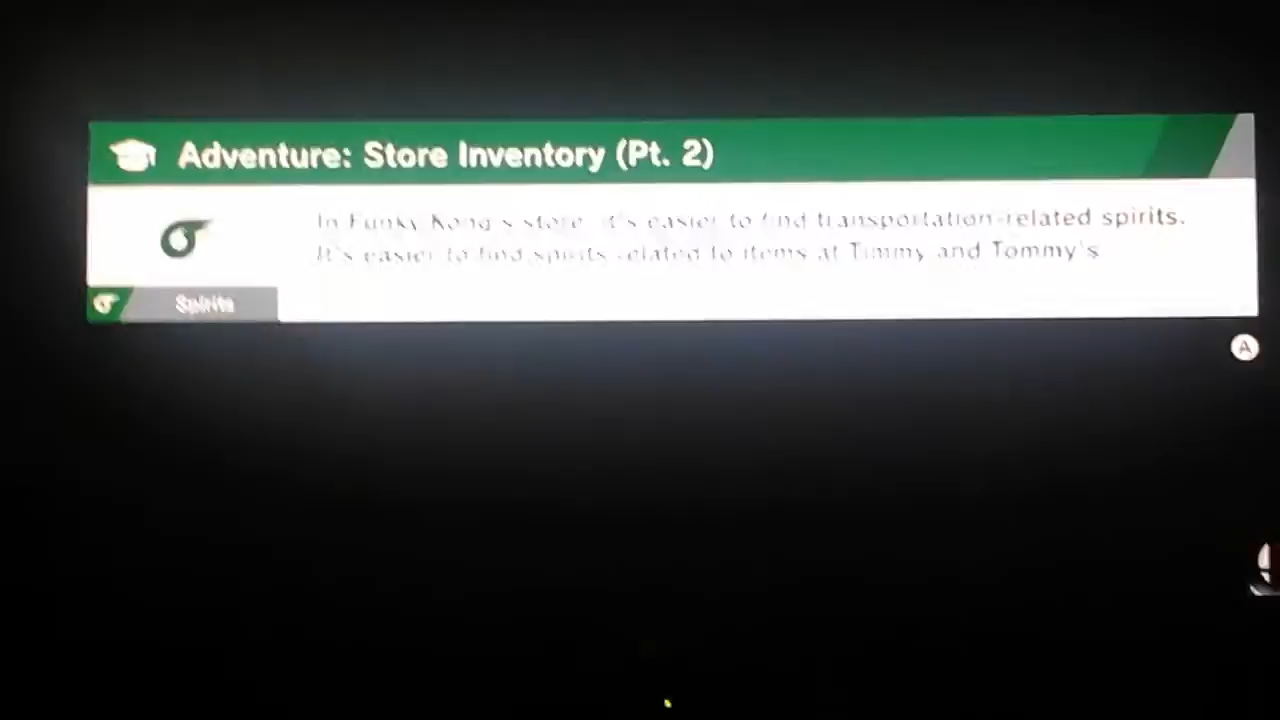 Adventure: Store Inventory (Pt. 2)
In Funky Kong's store, it's easier to find transportation-related spirits.
It's easier to find spirits related to items at Timmy and Tommy's
Spirits
A